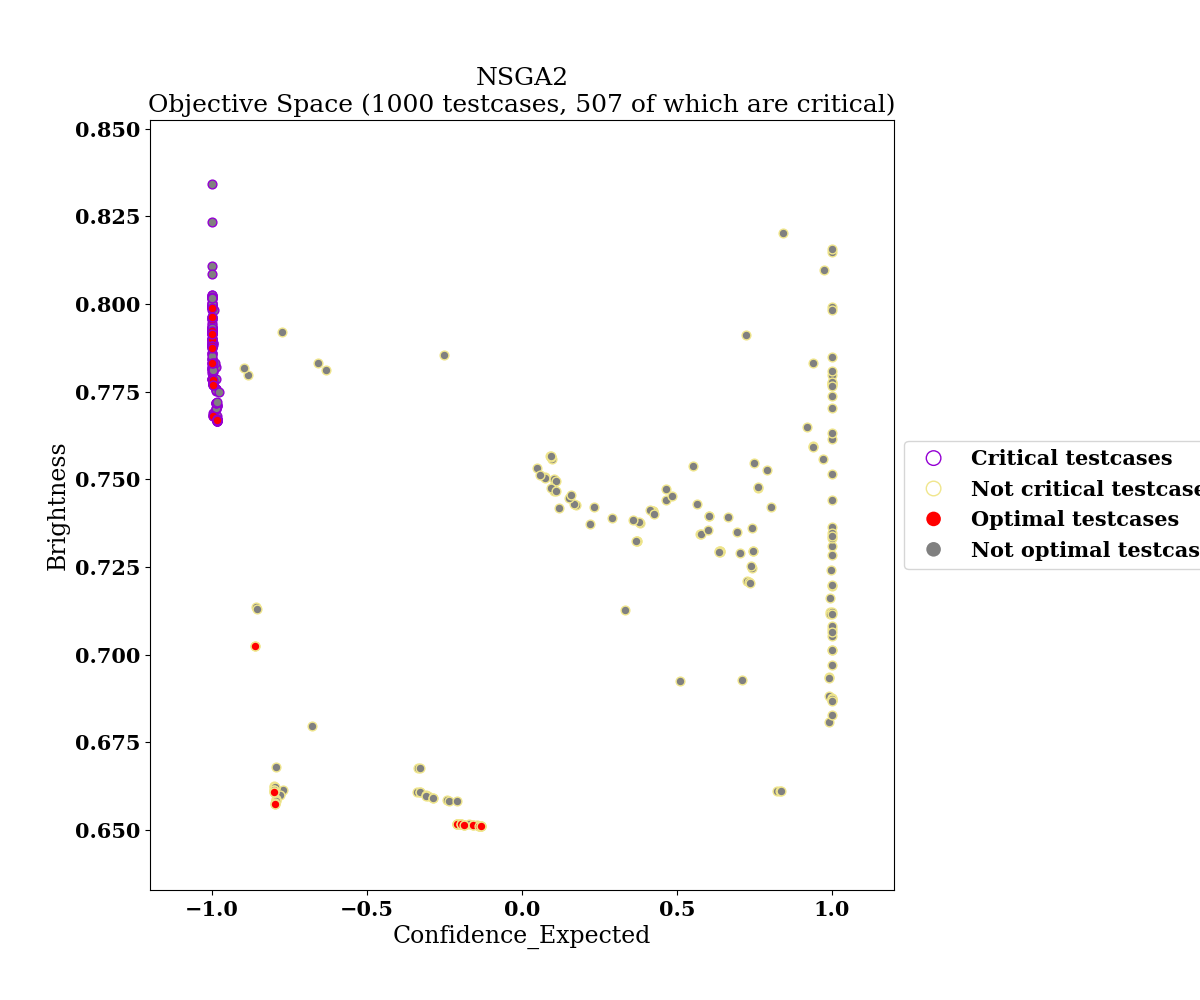 NSGA2
Objective Space (1000 testcases, 507 of which are critical)
0.850
0.825
0.800
0.775
0.750
0.725
0.700
0.675
0.650
Brightness
−1.0
−0.5
0.0
0.5
1.0
Confidence_Expected
Critical testcases
Not critical testcase
Optimal testcases
Not optimal testcas